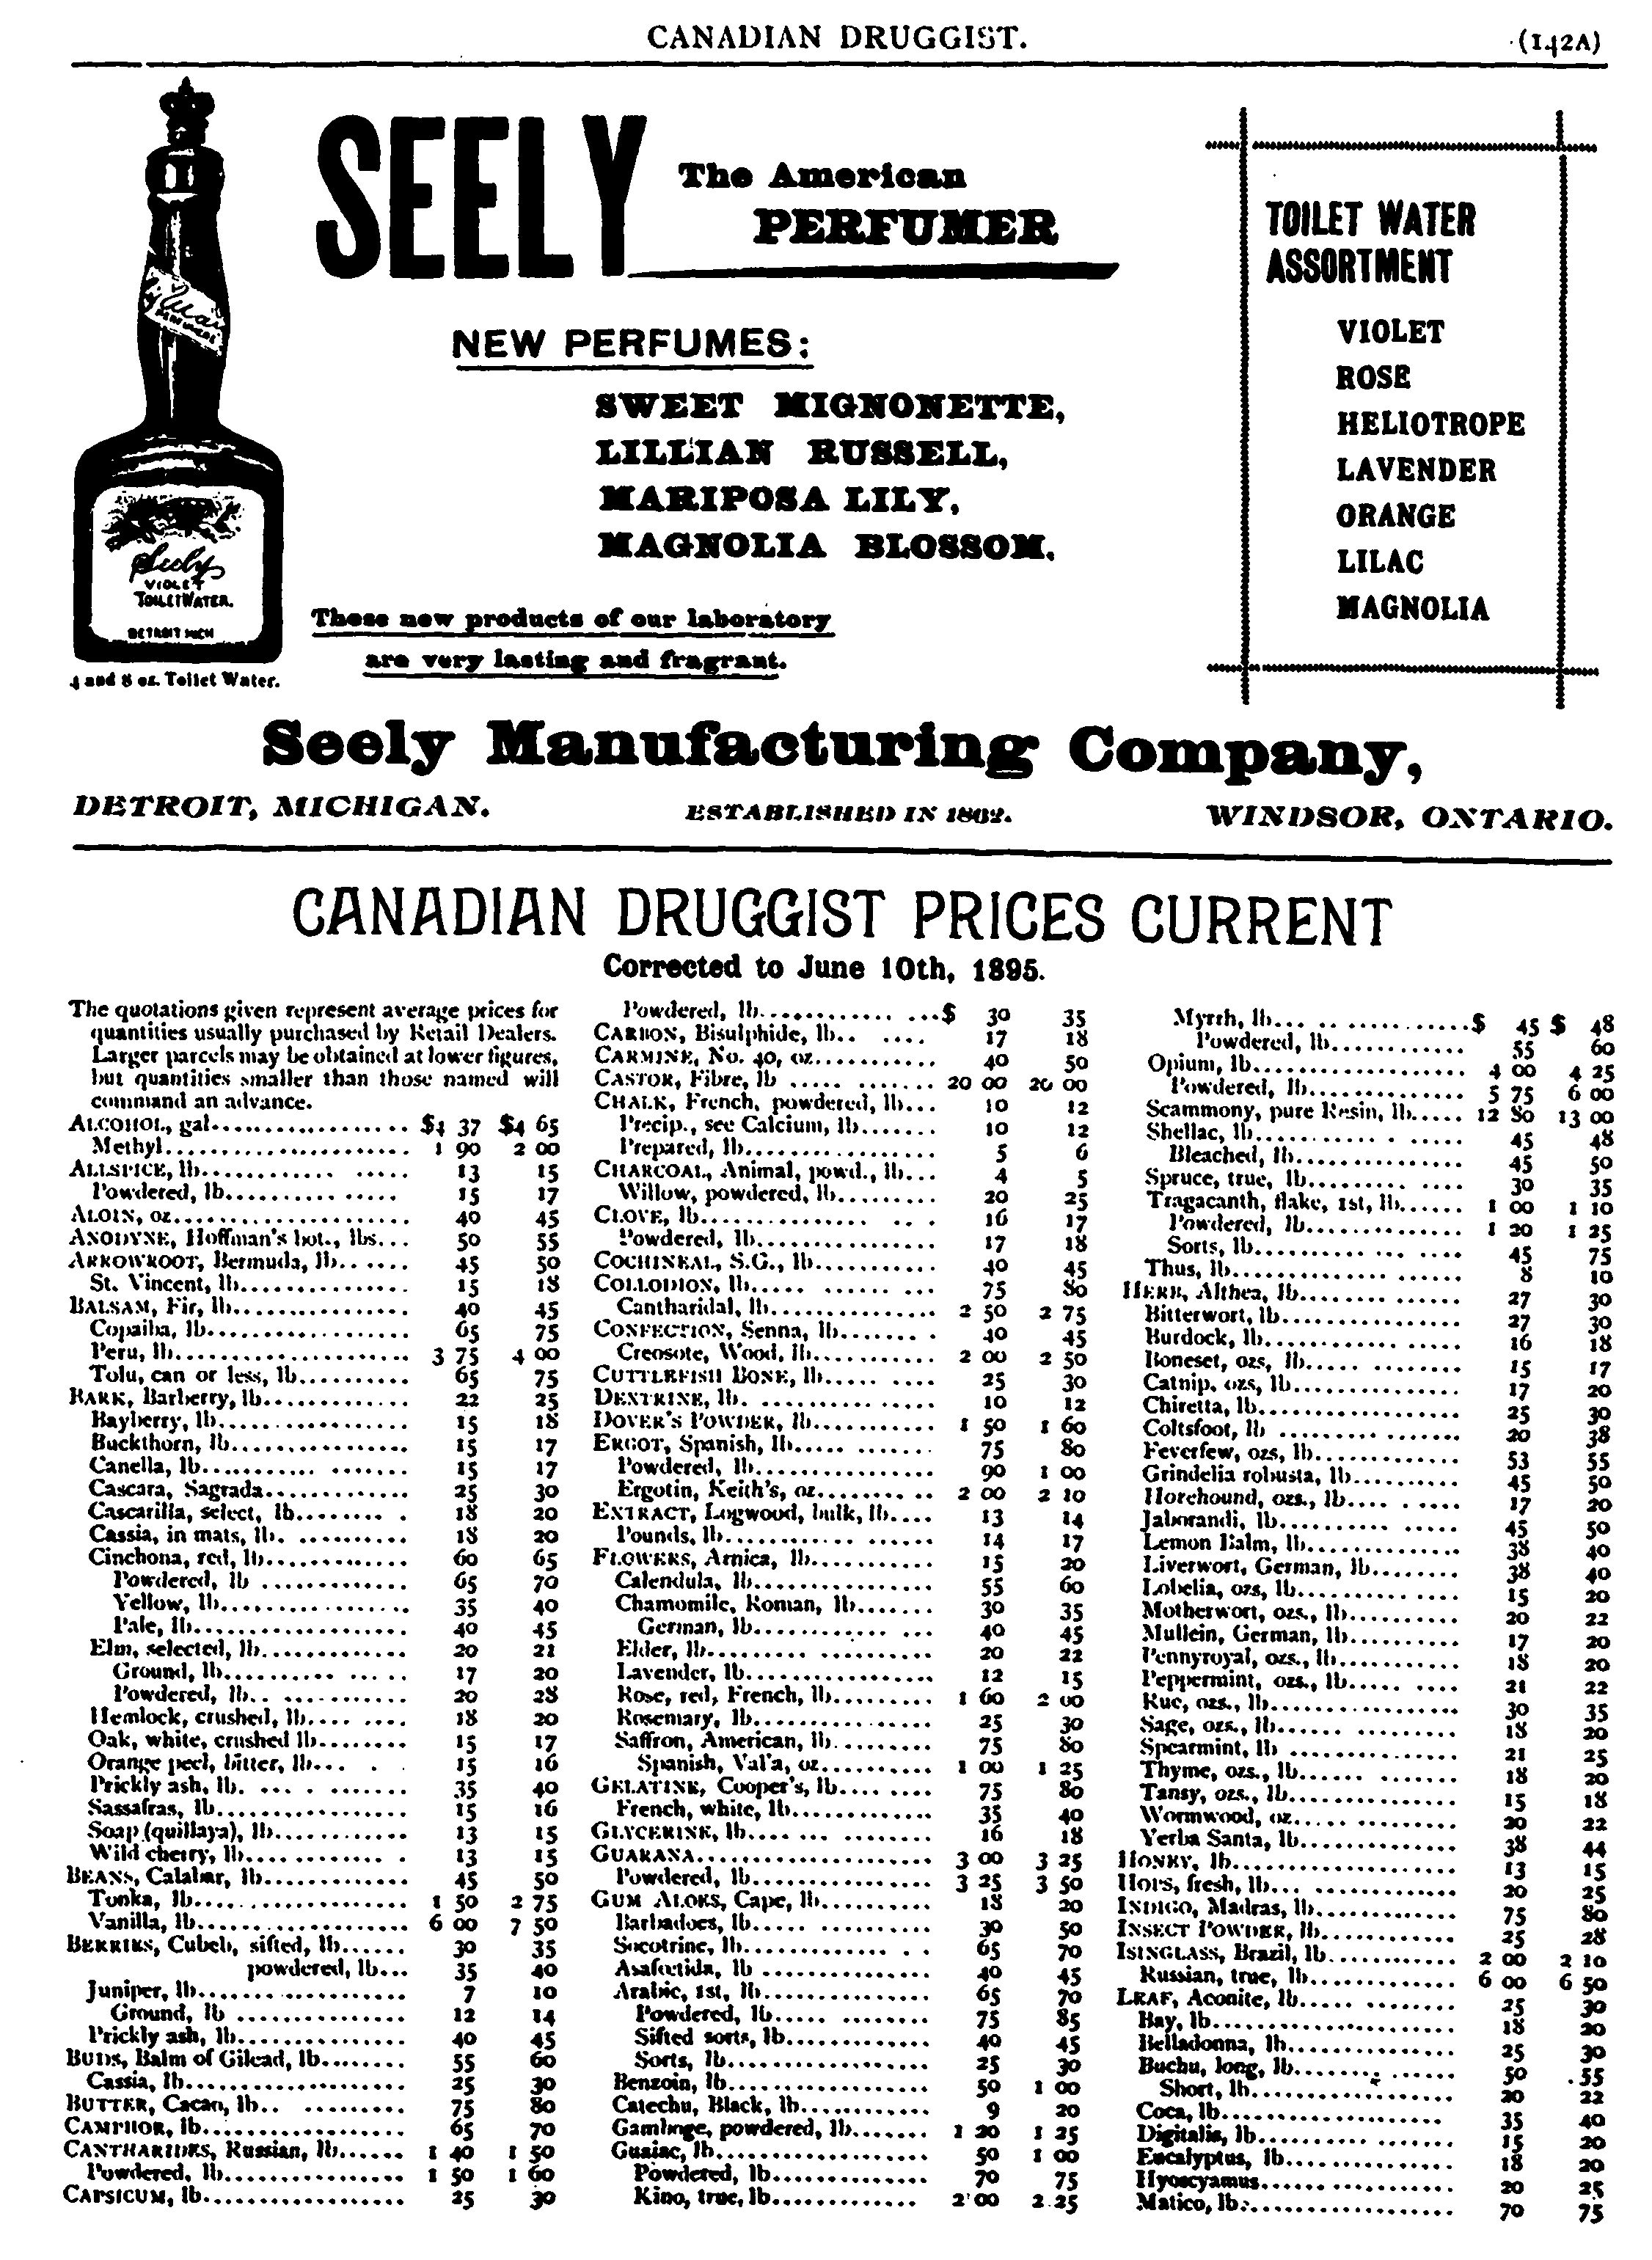 CANADIAN DRUGGIST.
(142A)
SEELY
The American
PERFUMER
NEW PERFUMES:
SWEET MIGNONETTE,
LILLIAN RUSSELL,
MARIPOSA LILY,
MAGNOLIA BLOSSOM.
These new products of our laboratory
are very lasting and fragrant.
Seely
VIOLET
TOILET WATER.
DETROIT MICH
4 and 8 oz. Toilet Water.
TOILET WATER
ASSORTMENT
VIOLET
ROSE
HELIOTROPE
LAVENDER
ORANGE
LILAC
MAGNOLIA
Seely Manufacturing Company,
DETROIT, MICHIGAN.
ESTABLISHED IN 1862.
WINDSOR, ONTARIO.
CANADIAN DRUGGIST PRICES CURRENT
Corrected to June 10th, 1895.
The quotations given represent average prices for
quantities usually purchased by Retail Dealers.
Larger parcels may be obtained at lower figures,
but quantities smaller than those named will
command an advance.
ALCOHOL, gal.................. $4 37 $4 65
Methyl........................ 1 90 2 00
ALLSPICE, lb.......... ..... 13 15
Powdered, lb.......... ..... 15 17
ALOIN, oz..................... 40 45
ANODYNE, Hoffman's bot., lbs... 50 55
ARROWROOT, Bermuda, lb....... 45 50
St. Vincent, lb............... 15 18
BALSAM, Fir, lb............... 40 45
Copaiba, lb................... 65 75
Peru, lb...................... 3 75 4 00
Tolu, can or less, lb.......... 65 75
BARK, Barberry, lb............. 22 25
Bayberry, lb.................. 15 18
Buckthorn, lb................. 15 17
Canella, lb........... ....... 15 17
Cascara, Sagrada.............. 25 30
Cascarilla, select, lb........ . 18 20
Cassia, in mats, lb. .......... 18 20
Cinchona, red, lb............. 60 65
Powdered, lb .............. 65 70
Yellow, lb.................. 35 40
Pale, lb.................... 40 45
Elm, selected, lb.............. 20 21
Ground, lb........... .... .. 17 20
Powdered, lb.. ............ 20 28
Hemlock, crushed, lb.... .... 18 20
Oak, white, crushed lb........ 15 17
Orange peel, bitter, lb... . . 15 16
Prickly ash, lb. ... . ....... 35 40
Sassafras, lb.................. 15 16
Soap (quillaya), lb............ 13 15
Wild cherry, lb............. . 13 15
BEANS, Calabar, lb............. 45 50
Tonka, lb.................... 1 50 2 75
Vanilla, lb................... 6 00 7 50
BERRIES, Cubeb, sifted, lb...... 30 35
powdered, lb... 35 40
Juniper, lb................... 7 10
Ground, lb ................ 12 14
Prickly ash, lb................ 40 45
BUDS, Balm of Gilead, lb........ 55 60
Cassia, lb.................... 25 30
BUTTER, Cacao, lb.. ......... 75 80
CAMPHOR, lb................... 65 70
CANTHARIDES, Russian, lb...... 1 40 1 50
Powdered, lb................. 1 50 1 60
CAPSICUM, lb.................. 25 30
Powdered, lb............. ...$ 30 35
CARBON, Bisulphide, lb.. .... 17 18
CARMINE, No. 40, oz........... 40 50
CASTOR, Fibre, lb ..... ....... 20 00 20 00
CHALK, French, powdered, lb... 10 12
Precip., see Calcium, lb....... 10 12
Prepared, lb................. 5 6
CHARCOAL, Animal, powd., lb... 4 5
Willow, powdered, lb......... 20 25
CLOVE, lb................ ... . 16 17
Powdered, lb................. 17 18
COCHINEAL, S.G., lb........... 40 45
COLLODION, lb...... ...... ... 75 80
Cantharidal, lb............... 2 50 2 75
CONFECTION, Senna, lb....... . 40 45
Creosote, Wood, lb........... 2 00 2 50
CUTTLEFISH BONE, lb..... ..... 25 30
DEXTRINE, lb. ............... 10 12
DOVER'S POWDER, lb........... 1 50 1 60
ERGOT, Spanish, lb..... ....... 75 80
Powdered, lb................ 90 1 00
Ergotin, Keith's, oz........ .. 2 00 2 10
EXTRACT, Logwood, bulk, lb.... 13 14
Pounds, lb.................. 14 17
FLOWERS, Arnica, lb........... 15 20
Calendula, lb................ 55 60
Chamomile, Roman, lb....... 30 35
German, lb............... 40 45
Elder, lb..... .............. 20 22
Lavender, lb................. 12 15
Rose, red, French, lb......... 1 60 2 00
Rosemary, lb................ 25 30
Saffron, American, lb......... 75 80
Spanish, Val'a, oz.......... 1 00 1 25
GELATINE, Cooper's, lb........ 75 80
French, white, lb............ 35 40
GLYCERINE, lb.... ... ........ 16 18
GUARANA...................... 3 00 3 25
Powdered, lb................ 3 25 3 50
GUM ALOES, Cape, lb.......... 18 20
Barbadoes, lb..... ......... 30 50
Socotrine, lb............. . . 65 70
Asafœtida, lb .............. 40 45
Arabic, 1st, lb............... 65 70
Powdered, lb..... ........ 75 85
Sifted sorts, lb............. 40 45
Sorts, lb................... 25 30
Benzoin, lb................. 50 1 00
Catechu, Black, lb........... 9 20
Gamboge, powdered, lb....... 1 20 1 25
Guaiac, lb.................. 50 1 00
Powdered, lb.............. 70 75
Kino, true, lb.............. 2 00 2 25
Myrrh, lb... .. ...........$ 45 $ 48
Powdered, lb............ 55 60
Opium, lb................. 4 00 4 25
Powdered, lb............ 5 75 6 00
Scammony, pure Resin, lb..... 12 80 13 00
Shellac, lb............ . ..... 45 48
Bleached, lb.............. 45 50
Spruce, true, lb............. 30 35
Tragacanth, flake, 1st, lb...... 1 00 1 10
Powdered, lb............. 1 20 1 25
Sorts, lb........... ... .... 45 75
Thus, lb............... ...... 8 10
HERB, Althea, lb........ ...... 27 30
Bitterwort, lb............... 27 30
Burdock, lb................. 16 18
Boneset, ozs, lb....... ...... 15 17
Catnip, ozs, lb.............. 17 20
Chiretta, lb................. 25 30
Coltsfoot, lb ......... ....... 20 38
Feverfew, ozs, lb............ 53 55
Grindelia robusta, lb......... 45 50
Horehound, ozs., lb.... . .... 17 20
Jaborandi, lb.......... ..... 45 50
Lemon Balm, lb............. 38 40
Liverwort, German, lb........ 38 40
Lobelia, ozs, lb.............. 15 20
Motherwort, ozs., lb.......... 20 22
Mullein, German, lb.......... 17 20
Pennyroyal, ozs., lb........... 18 20
Peppermint, ozs., lb..... ..... 21 22
Rue, ozs., lb................. 30 35
Sage, ozs., lb...... ......... 18 20
Spearmint, lb ............... 21 25
Thyme, ozs., lb...... ....... 18 20
Tansy, ozs., lb............... 15 18
Wormwood, oz............... 20 22
Yerba Santa, lb.............. 38 44
HONEY, lb.................... 13 15
HOPS, fresh, lb... ............ 20 25
INDIGO, Madras, lb............ 75 80
INSECT POWDER, lb............ 25 28
ISINGLASS, Brazil, lb........... 2 00 2 10
Russian, true, lb............. 6 00 6 50
LEAF, Aconite, lb..... ....... 25 30
Bay, lb..................... 18 20
Belladonna, lb............... 25 30
Buchu, long, lb......... ...... 50 55
Short, lb................... 20 22
Coca, lb.................... 35 40
Digitalis, lb........... ....... 15 20
Eucalyptus, lb............... 18 20
Hyoscyamus................. 20 25
Matico, lb................... 70 75